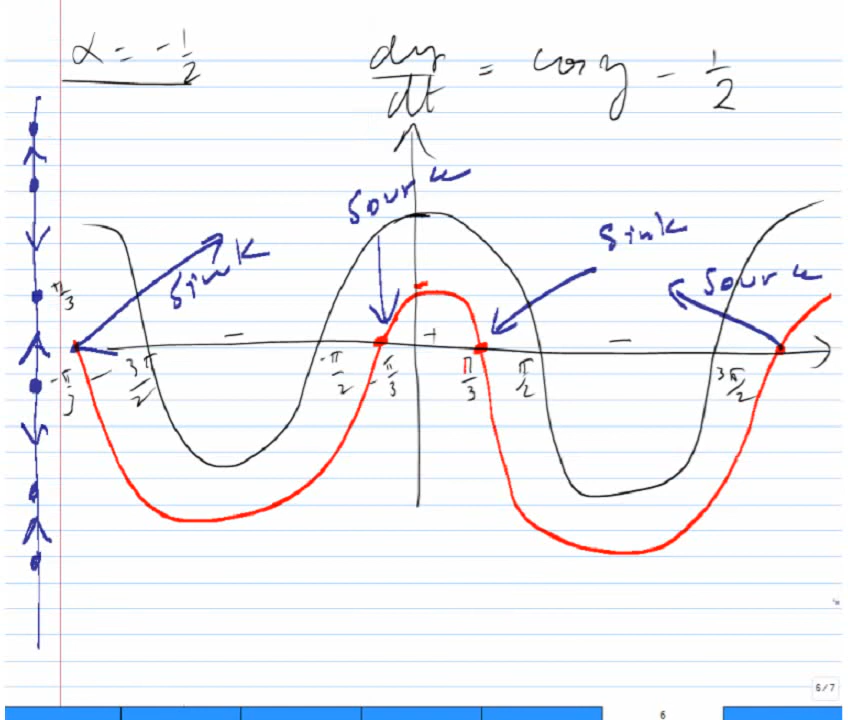 α = -1/2
dy/dt = cos y - 1/2
Source
Sink
Sink
Source
π/3
-π/3
- 3π/2
-π/2
-π/3
π/3
π/2
3π/2
-
+
-
6/7
6